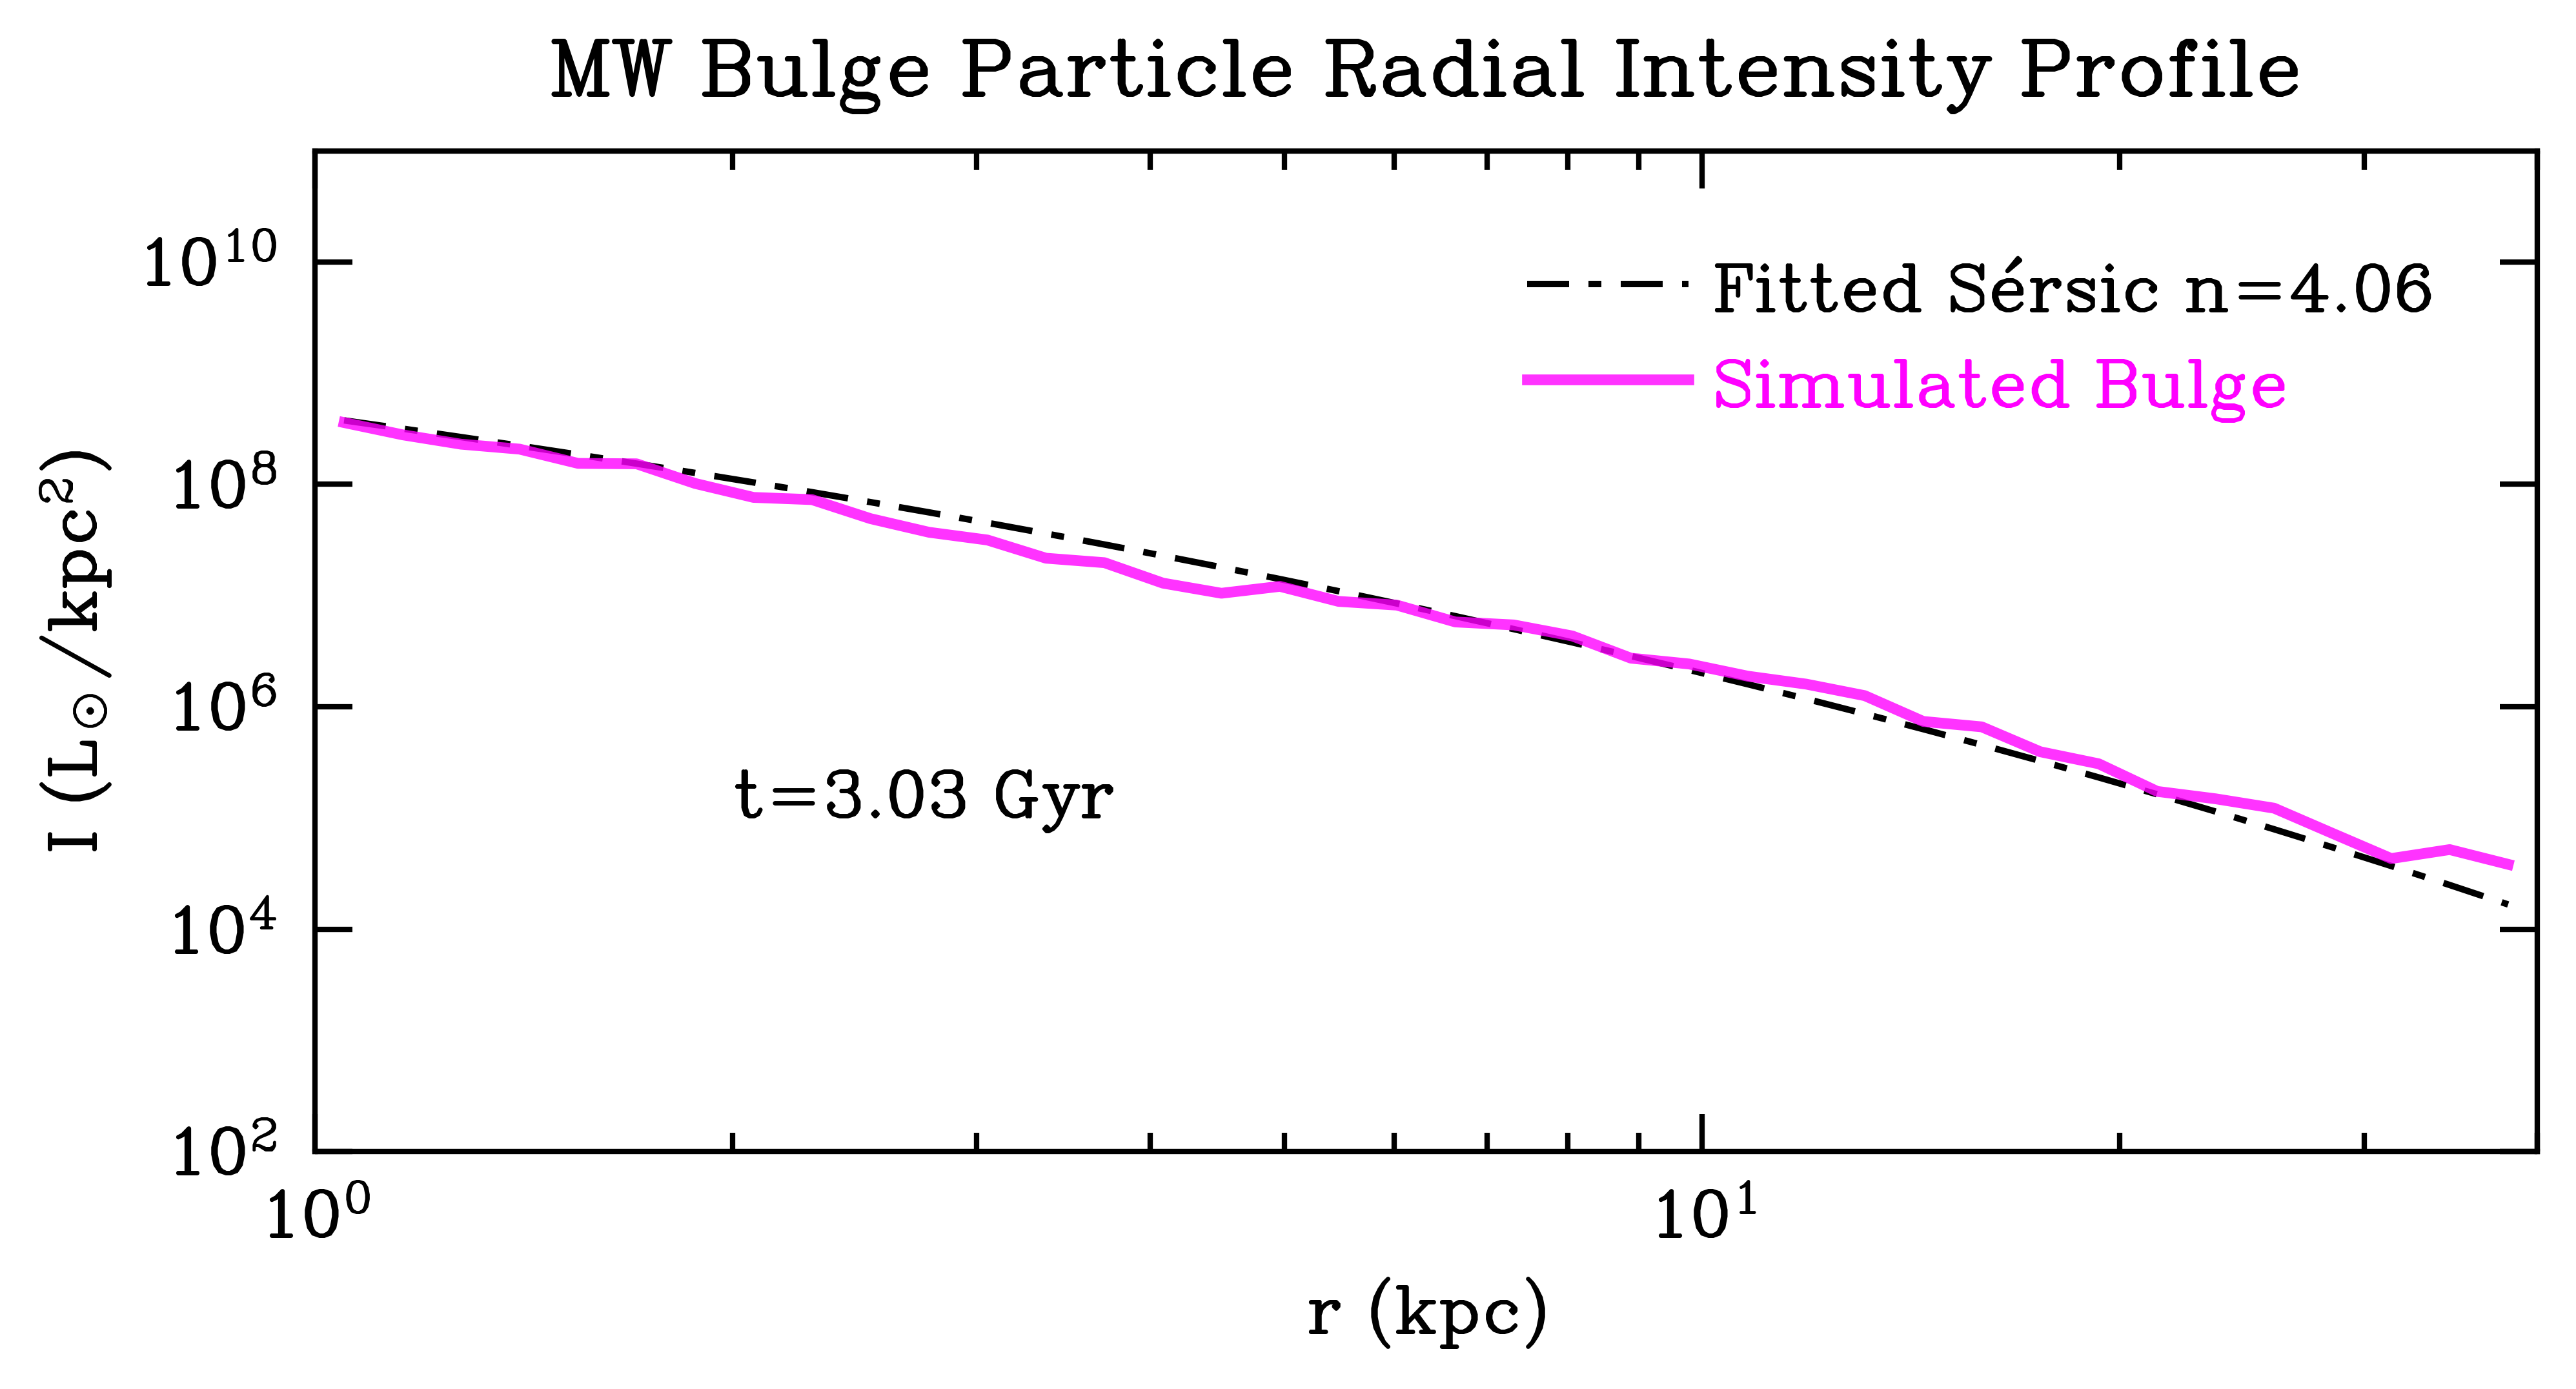 MW Bulge Particle Radial Intensity Profile
I (L⊙/kpc²)
10¹⁰
10⁸
10⁶
10⁴
10²
Fitted Sérsic n=4.06
Simulated Bulge
t=3.03 Gyr
10⁰
10¹
r (kpc)